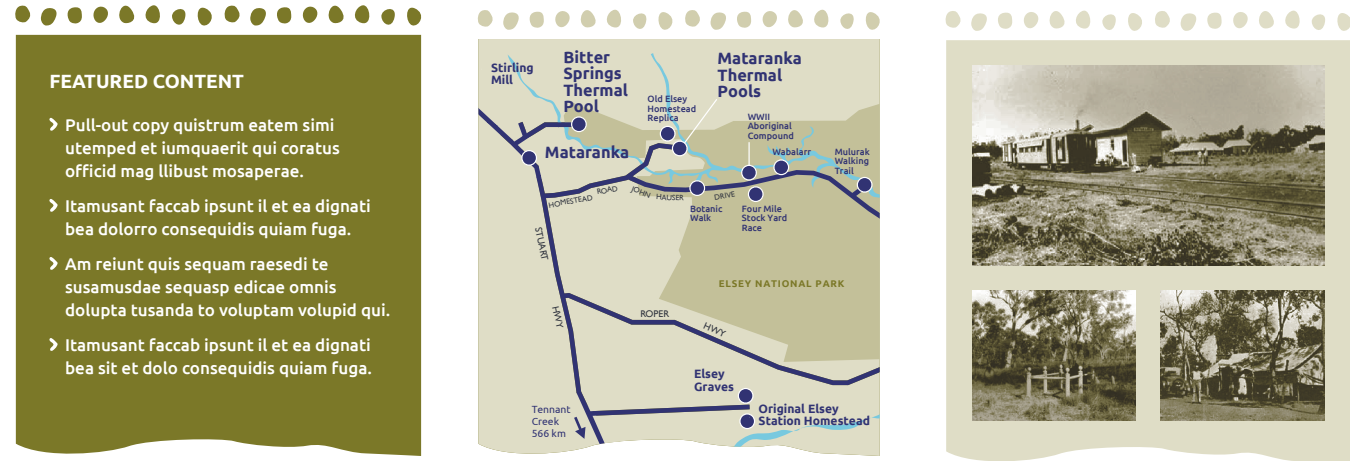 FEATURED CONTENT
Pull-out copy quistrum eatem simi
utemped et iumquaerit qui coratus
officid mag llibust mosaperae.
Itamusant faccab ipsunt il et ea dignati
bea dolorro consequidis quiam fuga.
Am reiunt quis sequam raesedi te
susamusdae sequasp edicae omnis
dolupta tusanda to voluptam volupid qui.
Itamusant faccab ipsunt il et ea dignati
bea sit et dolo consequidis quiam fuga.
Stirling
Mill
Bitter
Springs
Thermal
Pool
Mataranka
Thermal
Pools
Old Elsey
Homestead
Replica
WWII
Aboriginal
Compound
Mataranka
Wabalarr
Mulurak
Walking
Trail
HOMESTEAD ROAD
JOHN HAUSER DRIVE
Botanic
Walk
Four Mile
Stock Yard
Race
STUART HWY
ELSEY NATIONAL PARK
ROPER HWY
Elsey
Graves
Original Elsey
Station Homestead
Tennant
Creek
566 km